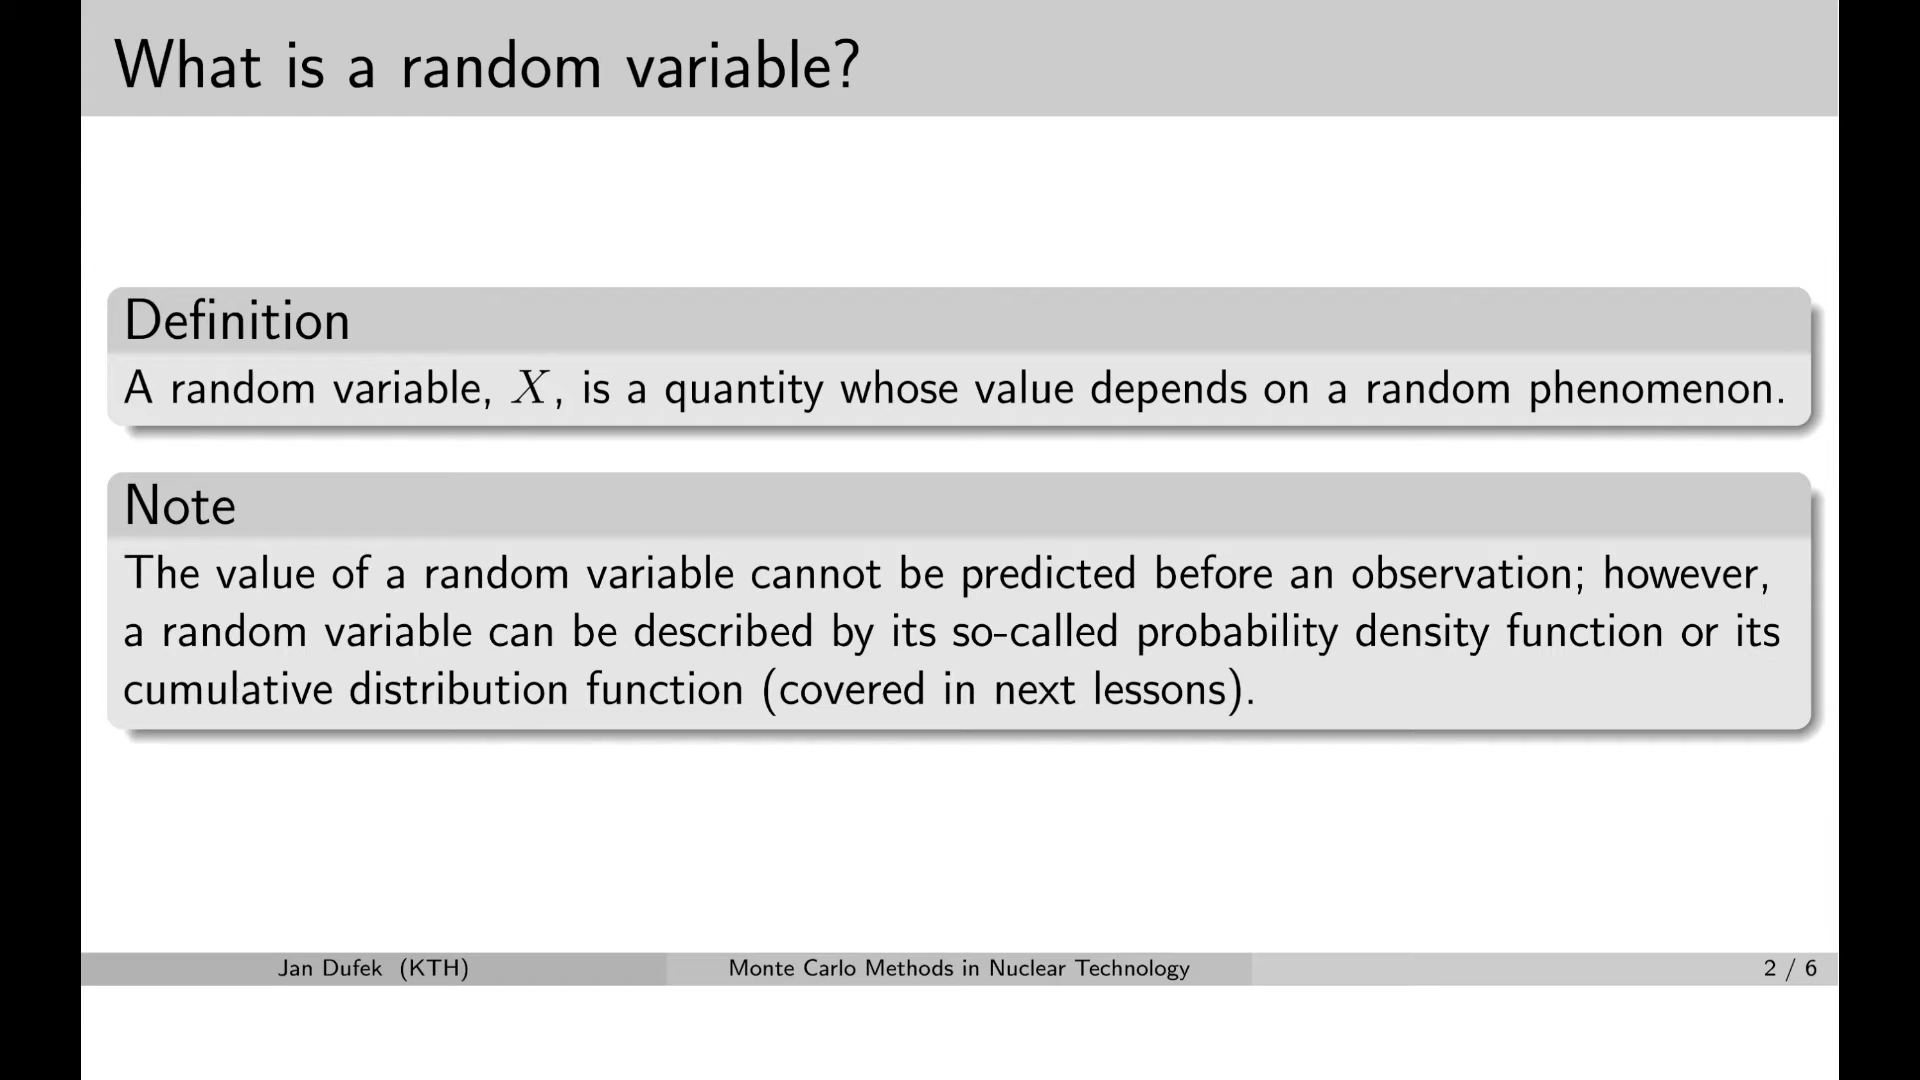 What is a random variable?
Definition
A random variable, X, is a quantity whose value depends on a random phenomenon.
Note
The value of a random variable cannot be predicted before an observation; however,
a random variable can be described by its so-called probability density function or its
cumulative distribution function (covered in next lessons).
Jan Dufek (KTH) Monte Carlo Methods in Nuclear Technology 2 / 6